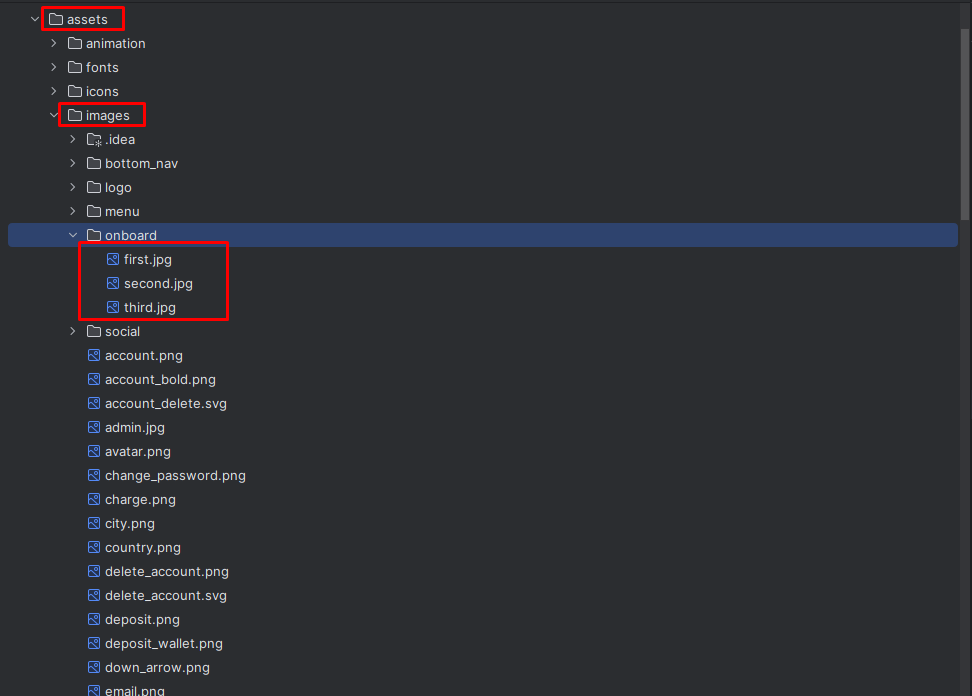 assets
animation
fonts
icons
images
.idea
bottom_nav
logo
menu
onboard
first.jpg
second.jpg
third.jpg
social
account.png
account_bold.png
account_delete.svg
admin.jpg
avatar.png
change_password.png
charge.png
city.png
country.png
delete_account.png
delete_account.svg
deposit.png
deposit_wallet.png
down_arrow.png
email.png